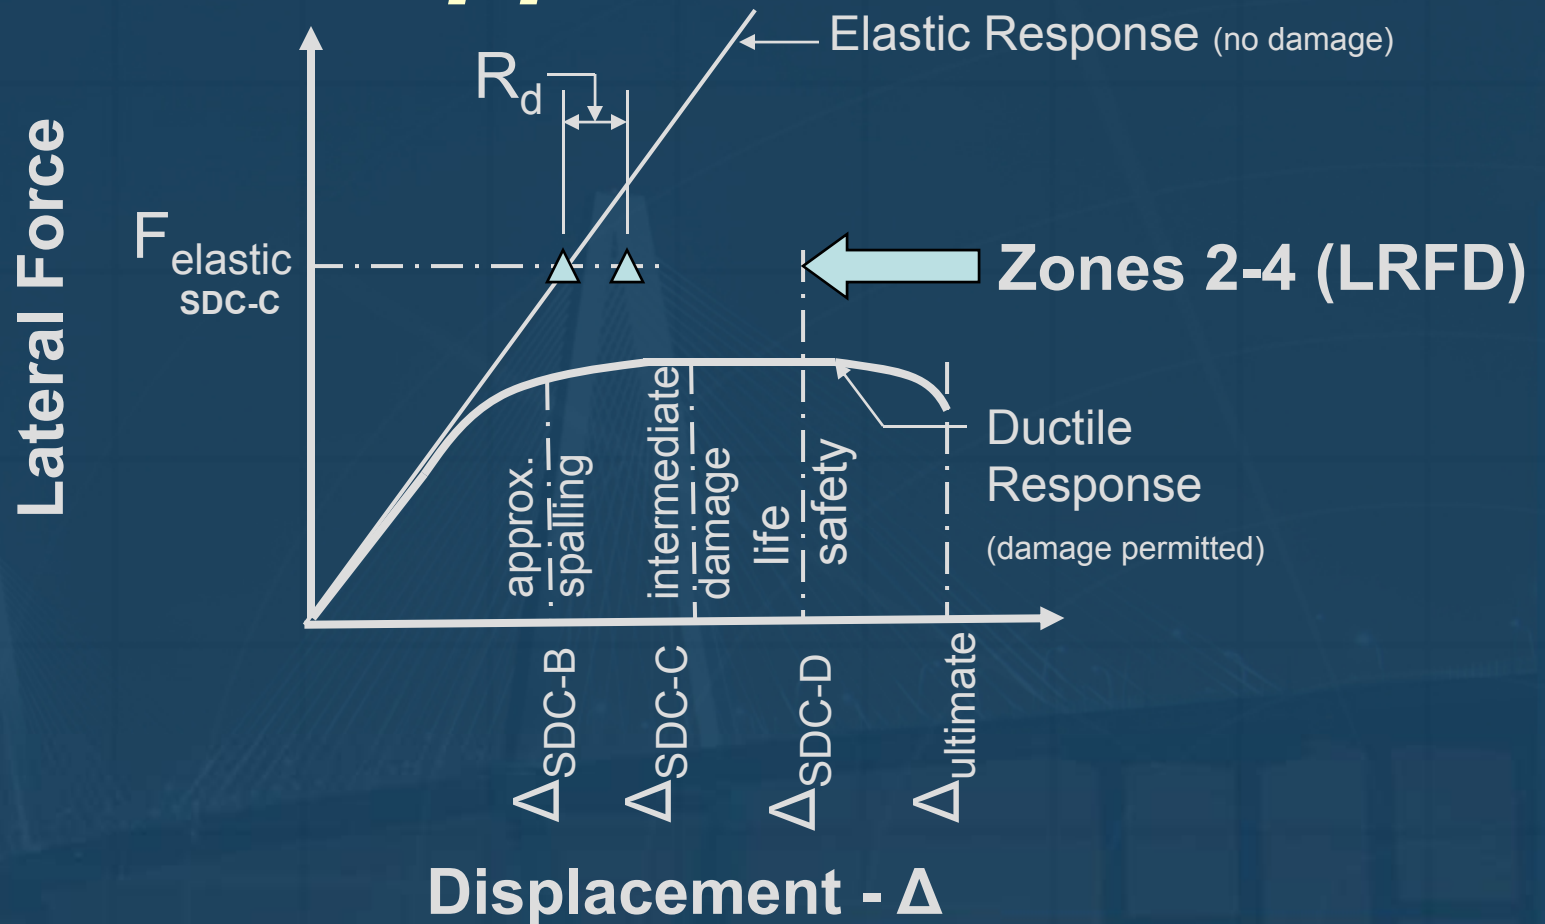 Elastic Response (no damage)
Rd
Lateral Force
Felastic
SDC-C
Zones 2-4 (LRFD)
approx.
spalling
intermediate
damage
life
safety
Ductile
Response
(damage permitted)
ΔSDC-B
ΔSDC-C
ΔSDC-D
Δultimate
Displacement - Δ